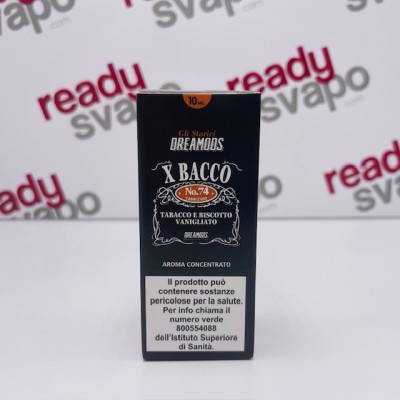 ready
svapo
ready
svapo.
ready
svapo
ready
svapo
10ML
Gli Storici
DREAMODS
X BACCO
No.74
TABACCO E BISCOTTO
VANIGLIATO
DREAMODS
AROMA CONCENTRATO
Il prodotto può
contenere sostanze
pericolose per la salute.
Per info chiama il
numero verde
800554088
dell'Istituto Superiore
di Sanità.